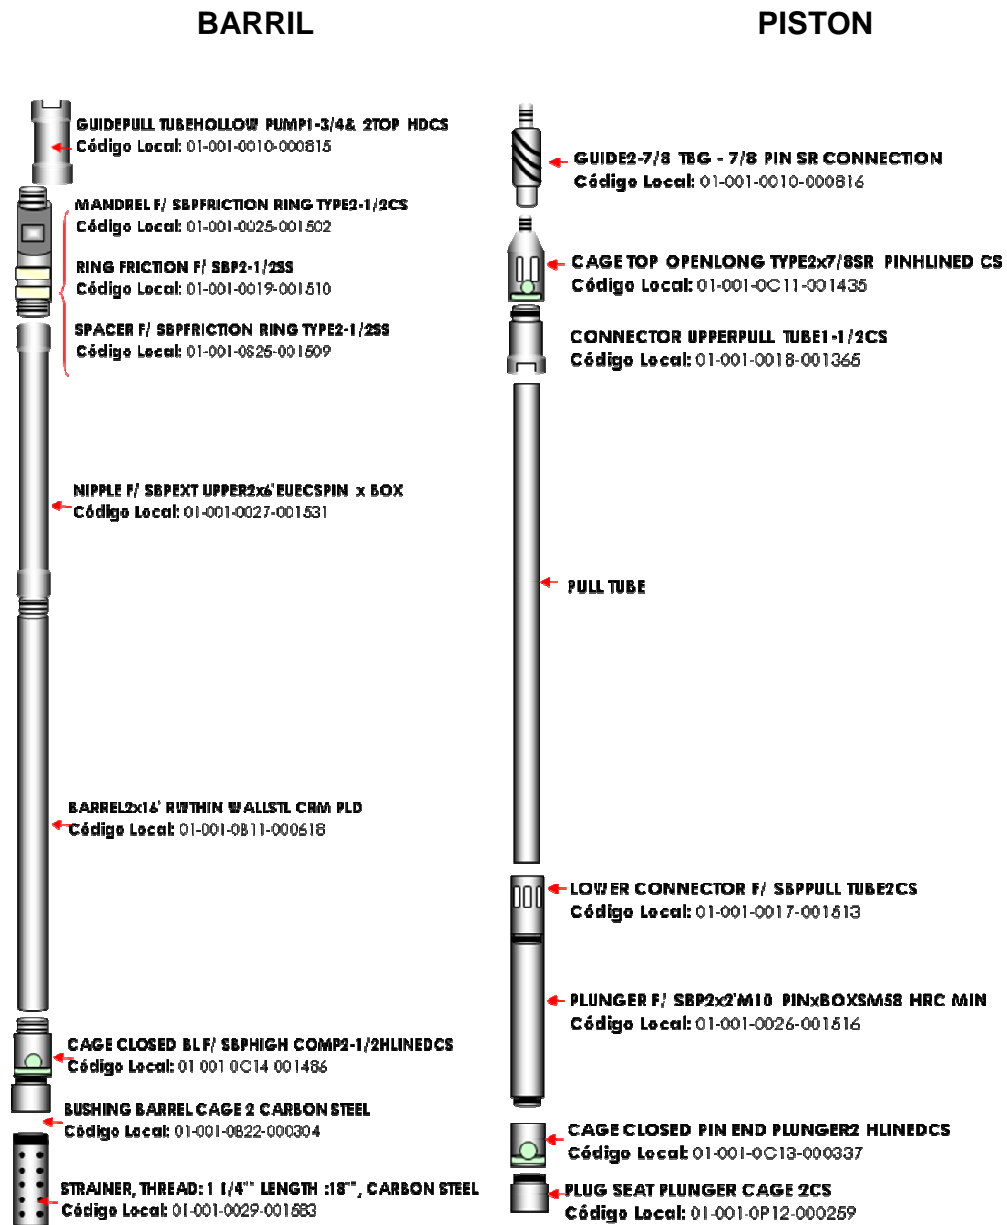 BARRIL
GUIDEPULL TUBEHOLLOW PUMP1-3/4& 2TOP HDCS
Código Local: 01-001-0010-000815
MANDREL F/ SBPFRICTION RING TYPE2-1/2CS
Código Local: 01-001-0025-001502
RING FRICTION F/ SBP2-1/2SS
Código Local: 01-001-0019-001510
SPACER F/ SBPFRICTION RING TYPE2-1/2SS
Código Local: 01-001-0S25-001509
NIPPLE F/ SBPEXT UPPER2x6'EUECSPIN x BOX
Código Local: 01-001-0027-001531
BARREL2x16' RWTHIN WALLSTL CRM PLD
Código Local: 01-001-0B11-000618
CAGE CLOSED BLF/ SBPHIGH COMP2-1/2HLINEDCS
Código Local: 01 001 0C14 001486
BUSHING BARREL CAGE 2 CARBON STEEL
Código Local: 01-001-0B22-000304
STRAINER, THREAD: 1 1/4"" LENGTH :18"", CARBON STEEL
Código Local: 01-001-0029-001583
PISTON
GUIDE2-7/8 TBG - 7/8 PIN SR CONNECTION
Código Local: 01-001-0010-000816
CAGE TOP OPENLONG TYPE2x7/8SR PINHLINED CS
Código Local: 01-001-0C11-001435
CONNECTOR UPPERPULL TUBE1-1/2CS
Código Local: 01-001-0018-001365
PULL TUBE
LOWER CONNECTOR F/ SBPPULL TUBE2CS
Código Local: 01-001-0017-001513
PLUNGER F/ SBP2x2'M10 PINxBOXSM58 HRC MIN
Código Local: 01-001-0026-001516
CAGE CLOSED PIN END PLUNGER2 HLINEDCS
Código Local: 01-001-0C13-000337
PLUG SEAT PLUNGER CAGE 2CS
Código Local: 01-001-0P12-000259